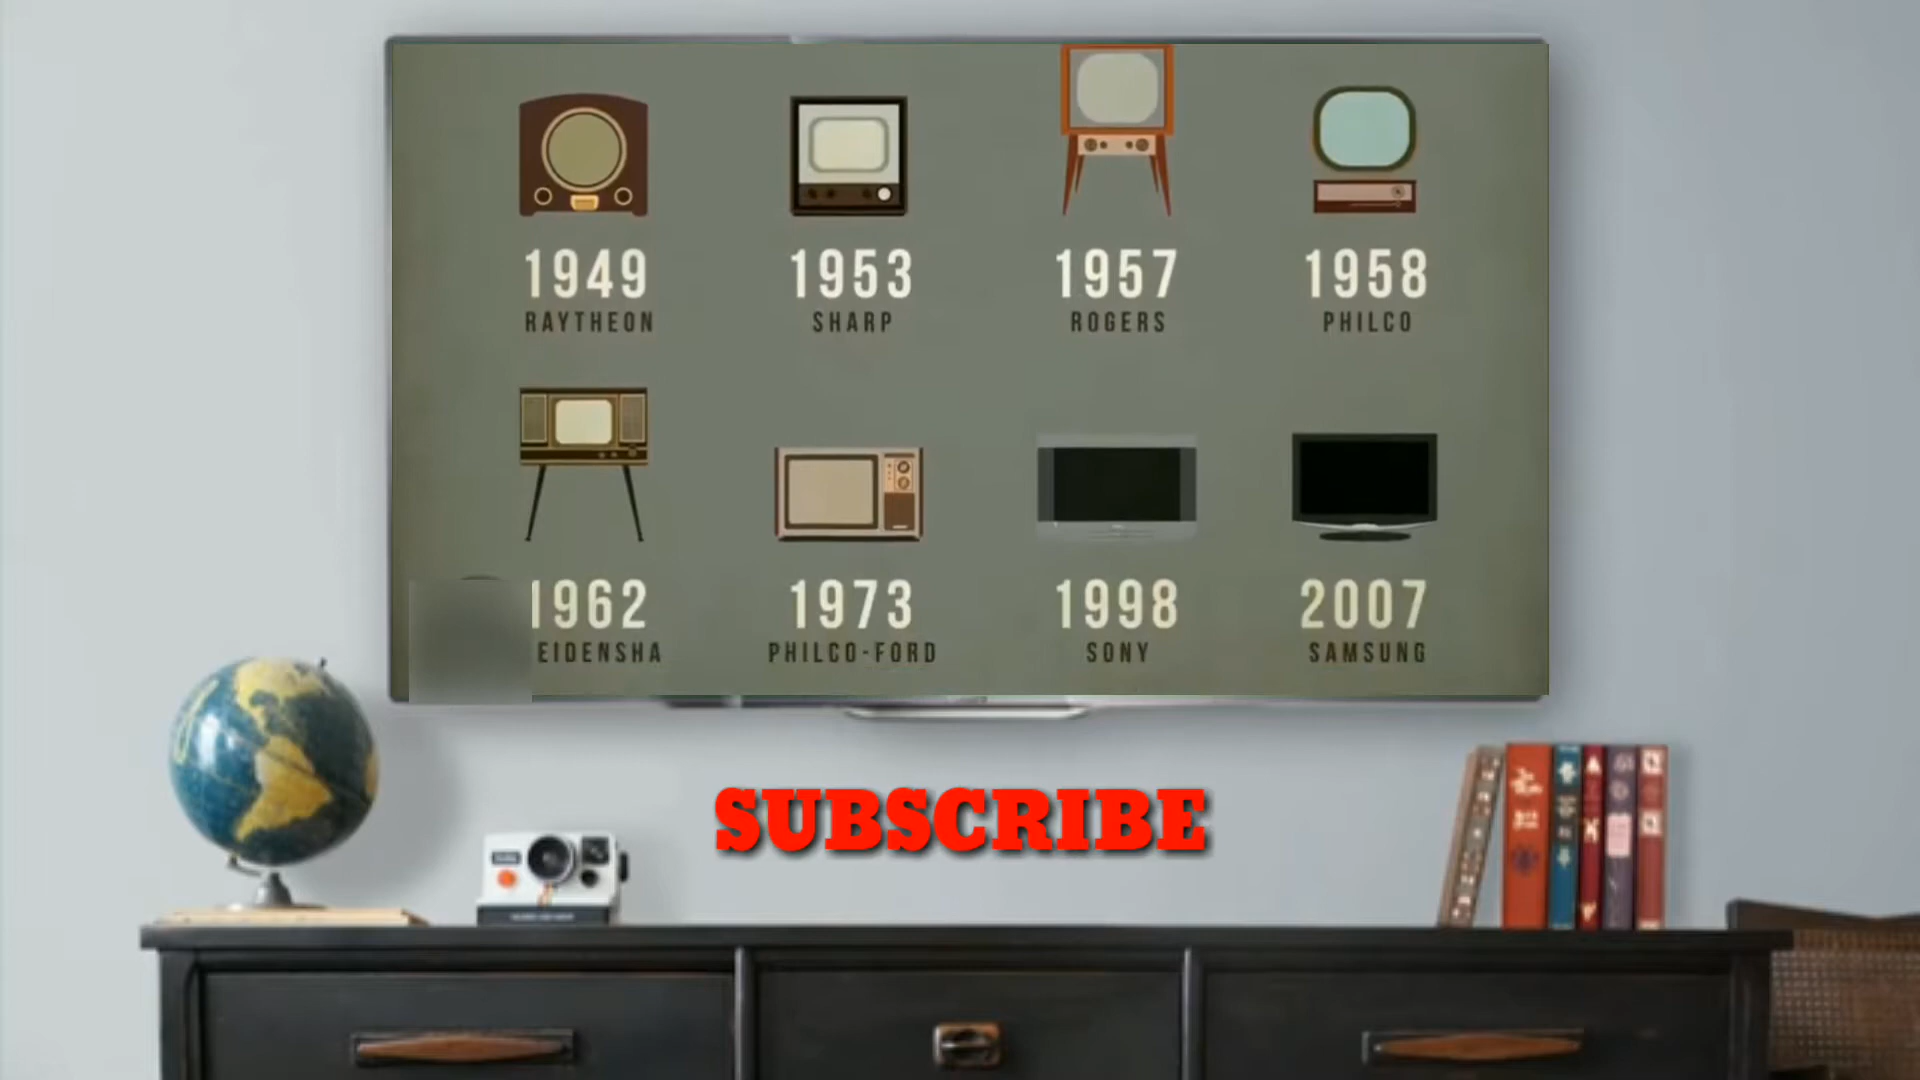 1949 1953 1957 1958
RAYTHEON SHARP ROGERS PHILCO
1962 1973 1998 2007
EIDENSHA PHILCO-FORD SONY SAMSUNG
SUBSCRIBE